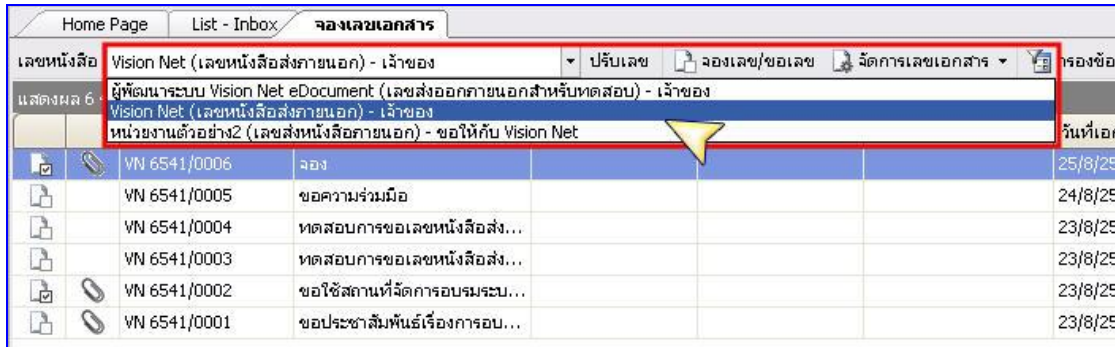 Home Page List - Inbox จองเลขเอกสาร
เลขหนังสือ Vision Net (เลขหนังสือส่งภายนอก) - เจ้าของ ปรับเลข จองเลข/ขอเลข จัดการเลขเอกสาร
แสดงผล 6 ผู้พัฒนาระบบ Vision Net eDocument (เลขส่งออกภายนอกสำหรับทดสอบ) - เจ้าของ
Vision Net (เลขหนังสือส่งภายนอก) - เจ้าของ
หน่วยงานตัวอย่าง2 (เลขส่งหนังสือภายนอก) - ขอให้กับ Vision Net
VN 6541/0006 จอง 25/8/25
VN 6541/0005 ขอความร่วมมือ 24/8/25
VN 6541/0004 ทดสอบการขอเลขหนังสือส่ง... 23/8/25
VN 6541/0003 ทดสอบการขอเลขหนังสือส่ง... 23/8/25
VN 6541/0002 ขอใช้สถานที่จัดการอบรมระบ... 23/8/25
VN 6541/0001 ขอประชาสัมพันธ์เรื่องการอบ... 23/8/25